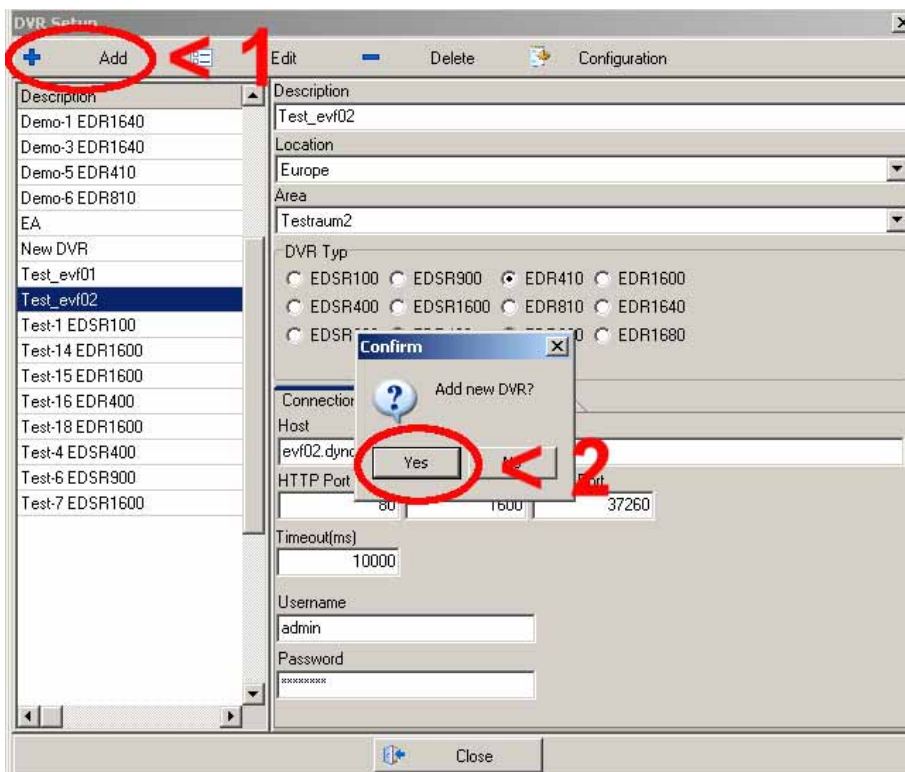 DVR Setup
Add < 1 Edit Delete Configuration
Description
Demo-1 EDR1640
Demo-3 EDR1640
Demo-5 EDR410
Demo-6 EDR810
EA
New DVR
Test_evf01
Test_evf02
Test-1 EDSR100
Test-14 EDR1600
Test-15 EDR1600
Test-16 EDR400
Test-18 EDR1600
Test-4 EDSR400
Test-6 EDSR900
Test-7 EDSR1600
Description
Test_evf02
Location
Europe
Area
Testraum2
DVR Typ
EDSR100 EDSR900 EDR410 EDR1600
EDSR400 EDSR1600 EDR810 EDR1640
EDR1680
Confirm
Add new DVR?
Yes < 2
Connection
Host
HTTP Port Port
80 1600 37260
Timeout(ms)
10000
Username
admin
Password
xxxxxxxx
Close